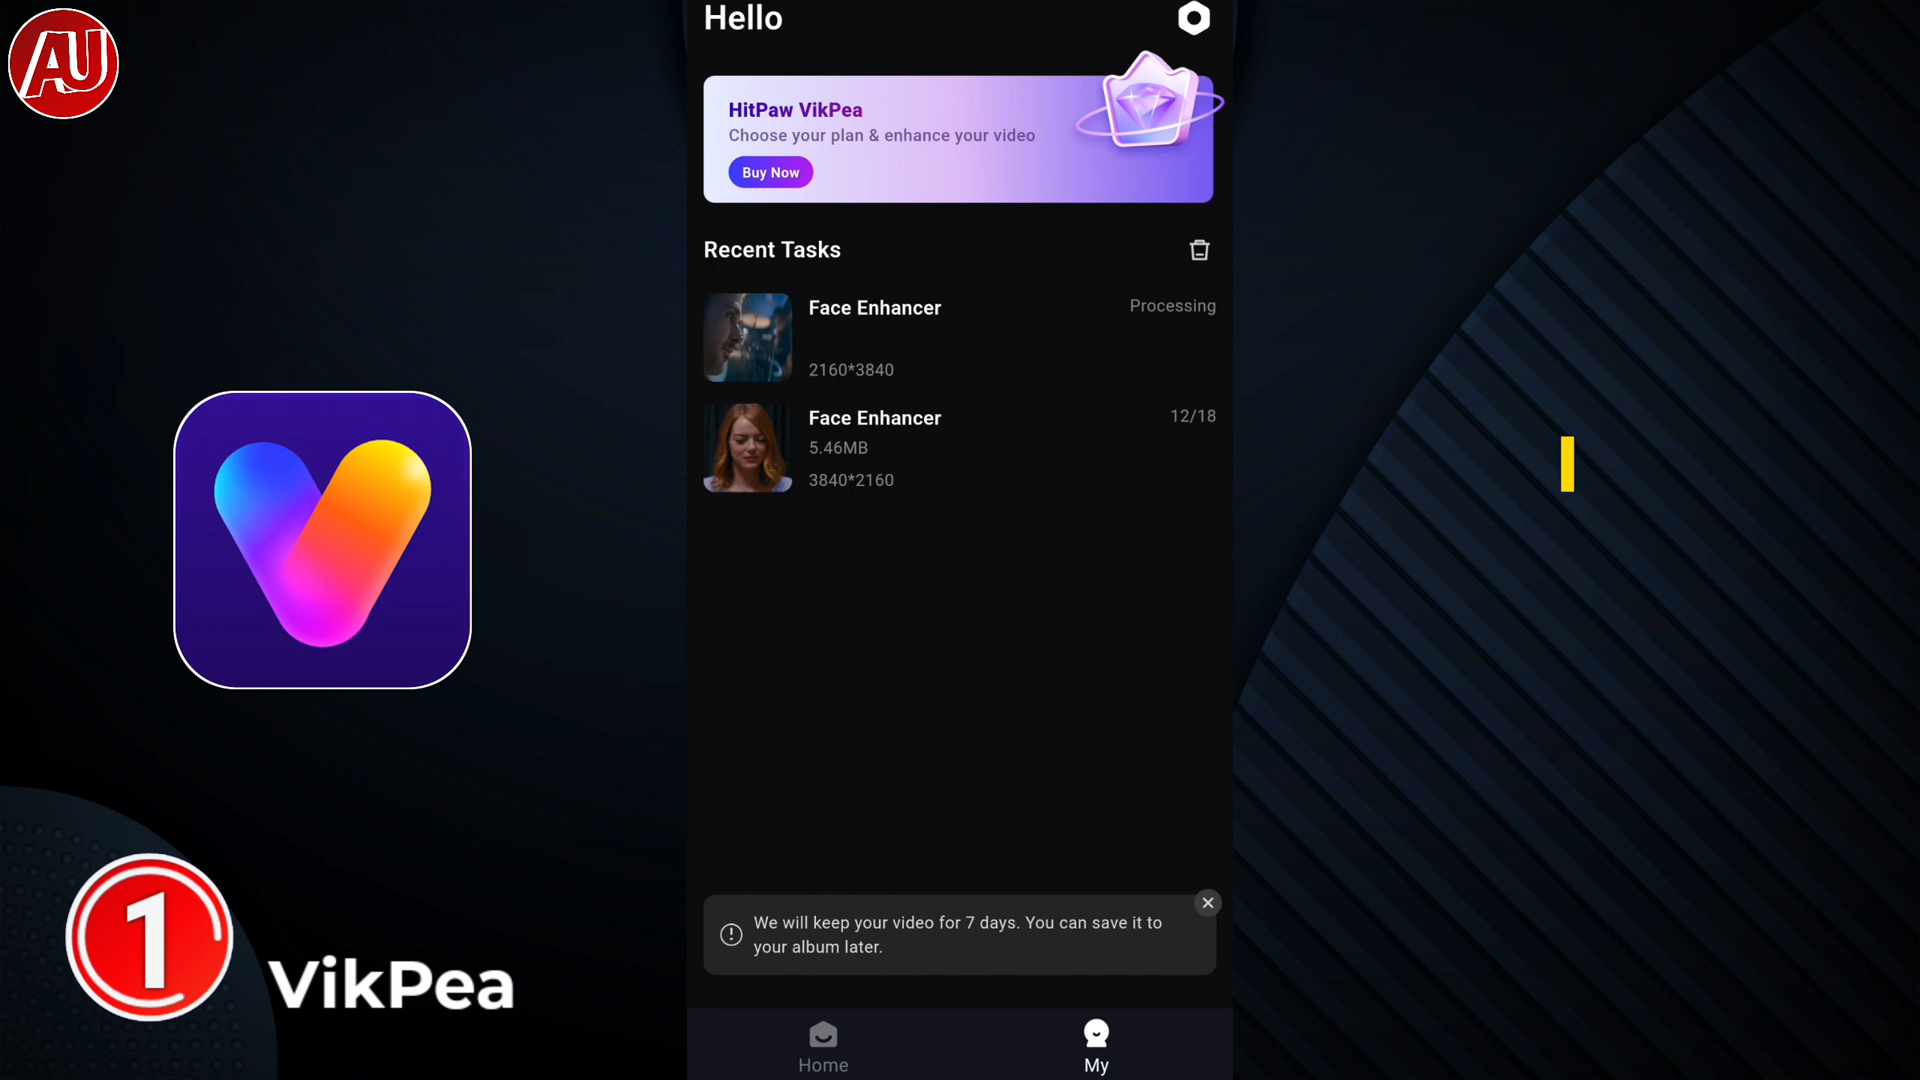 AU
Hello
HitPaw VikPea
Choose your plan & enhance your video
Buy Now
Recent Tasks
Face Enhancer
Processing
2160*3840
Face Enhancer
12/18
5.46MB
3840*2160
We will keep your video for 7 days. You can save it to
your album later.
Home
My
1
VikPea